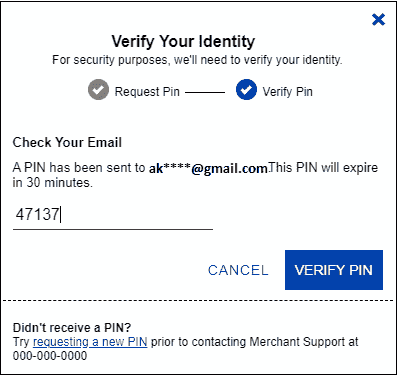 Verify Your Identity
For security purposes, we'll need to verify your identity.
Request Pin Verify Pin
Check Your Email
A PIN has been sent to ak****@gmail.com.This PIN will expire
in 30 minutes.
47137
CANCEL VERIFY PIN
Didn't receive a PIN?
Try requesting a new PIN prior to contacting Merchant Support at
000-000-0000